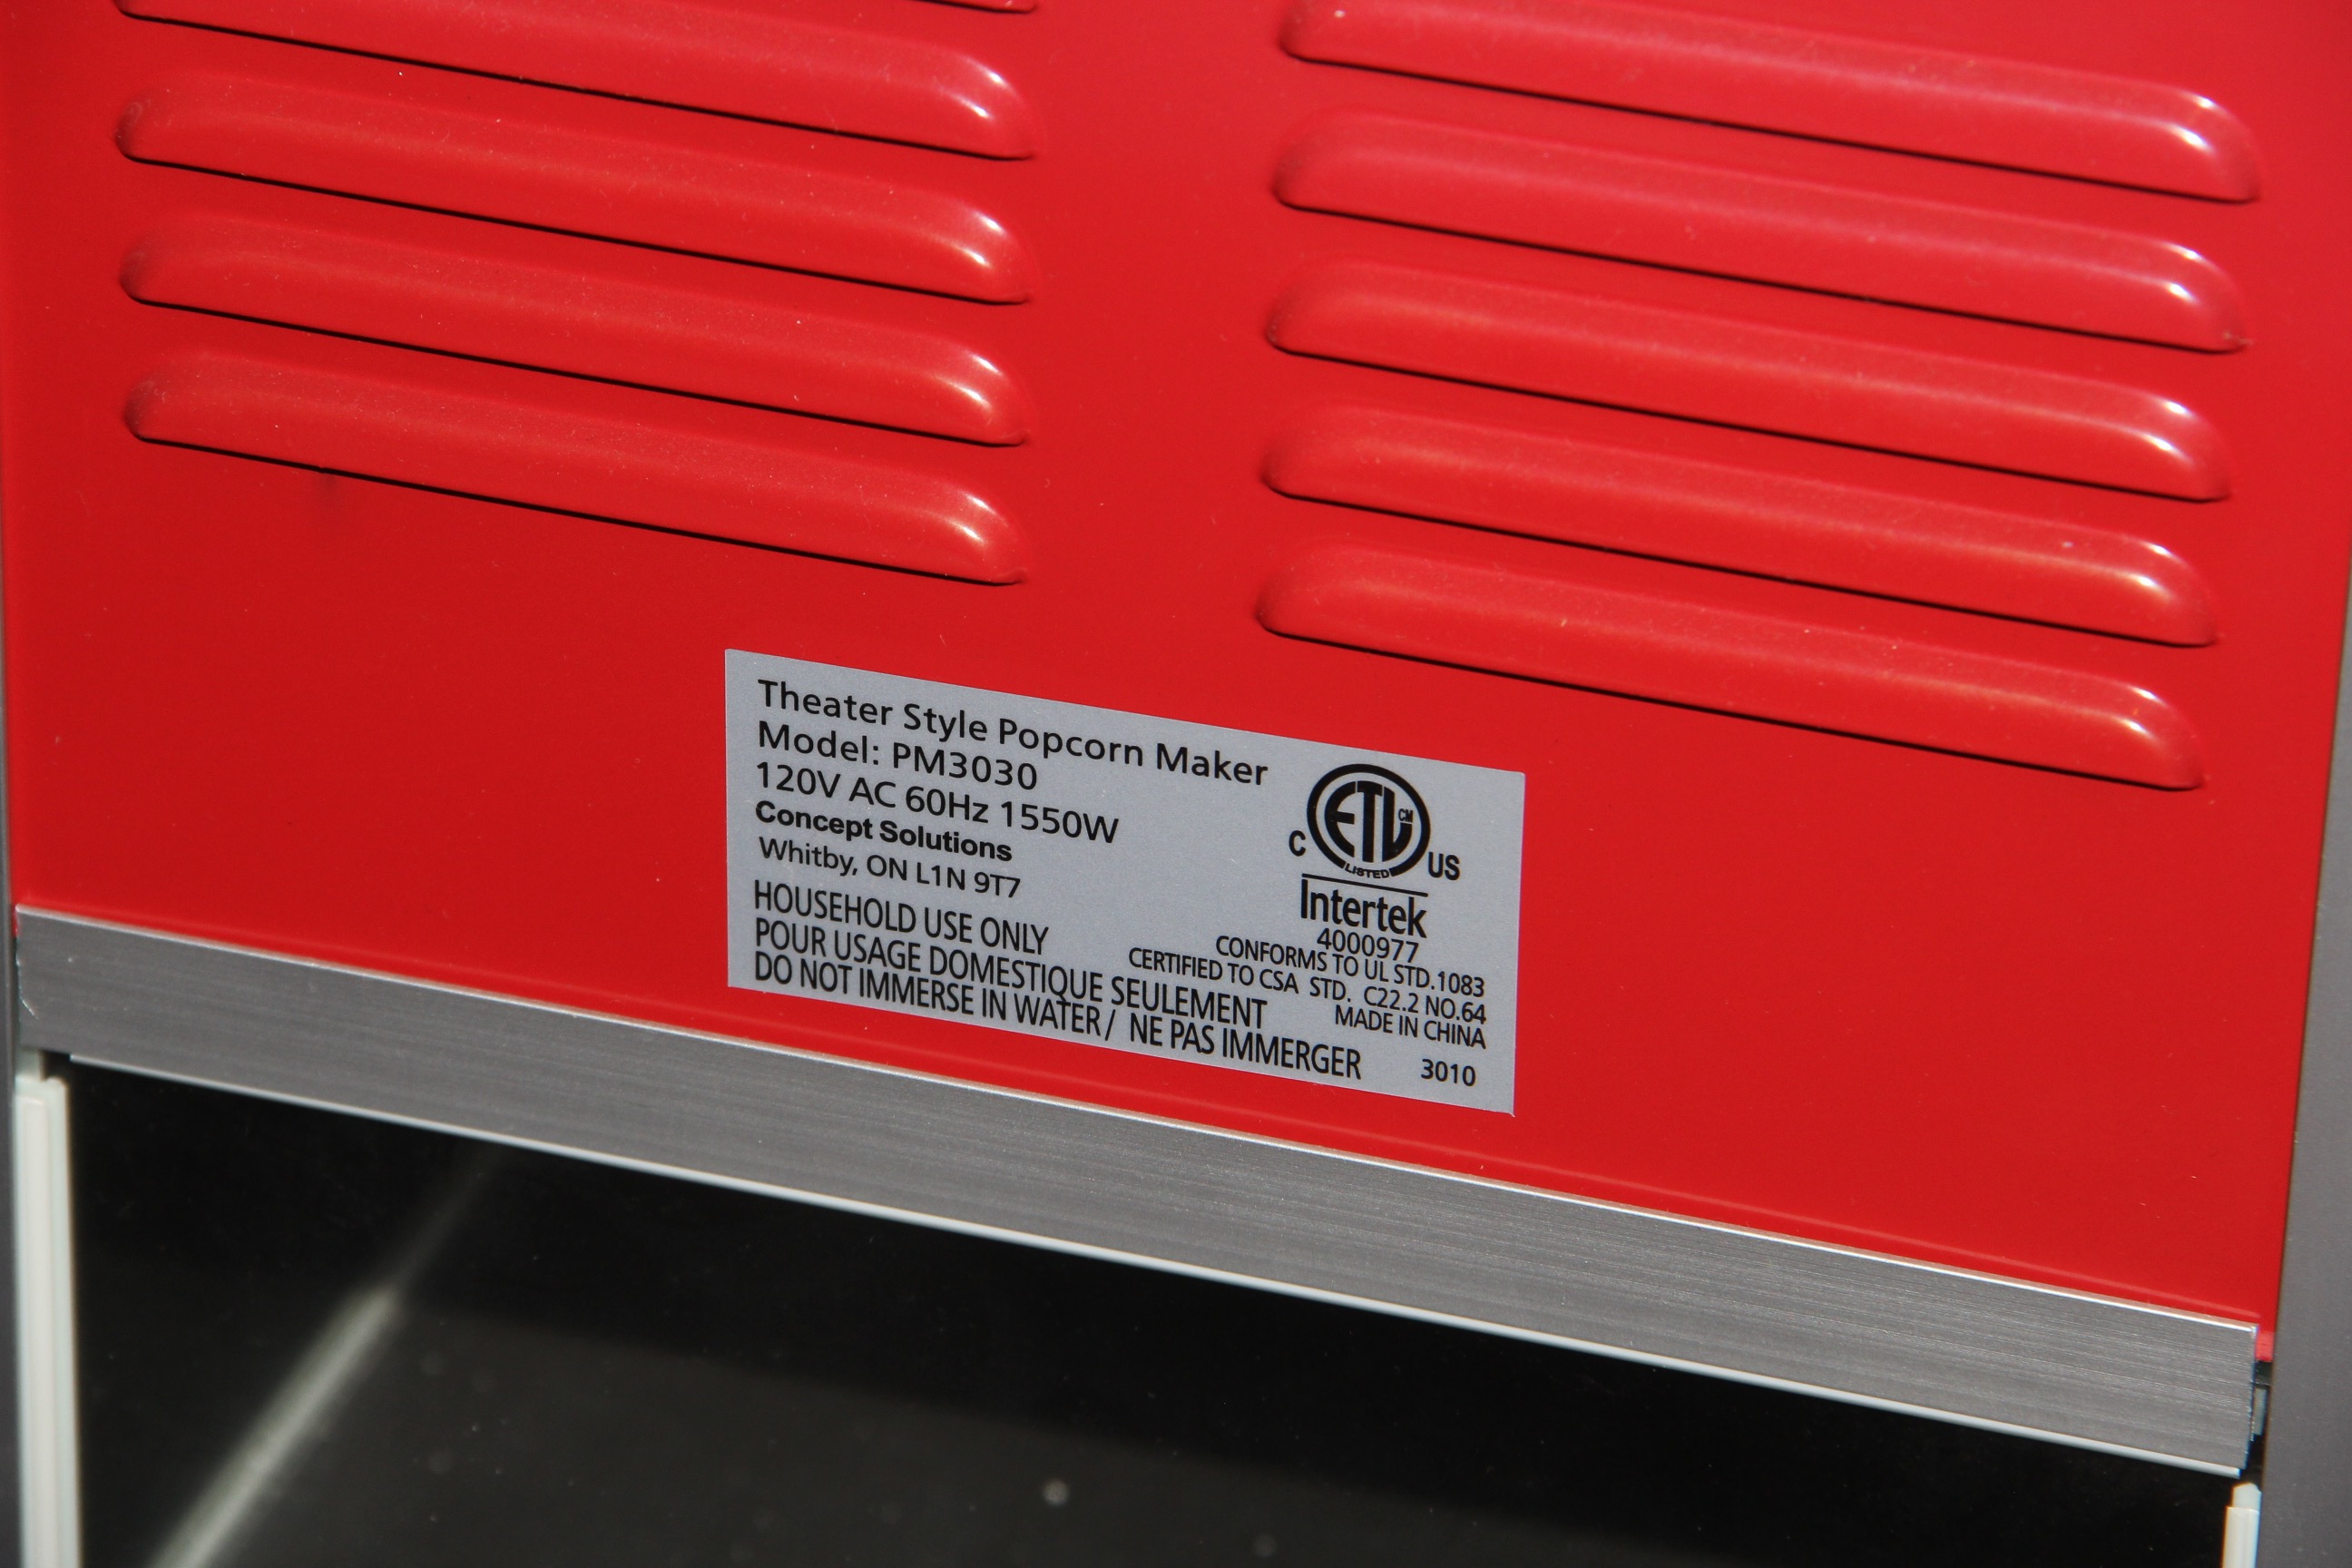 Theater Style Popcorn Maker
Model: PM3030
120V AC 60Hz 1550W
Concept Solutions
Whitby, ON L1N 9T7
HOUSEHOLD USE ONLY
POUR USAGE DOMESTIQUE SEULEMENT
DO NOT IMMERSE IN WATER / NE PAS IMMERGER
ETL CM
C US
LISTED
Intertek
4000977
CONFORMS TO UL STD.1083
CERTIFIED TO CSA STD. C22.2 NO.64
MADE IN CHINA
3010